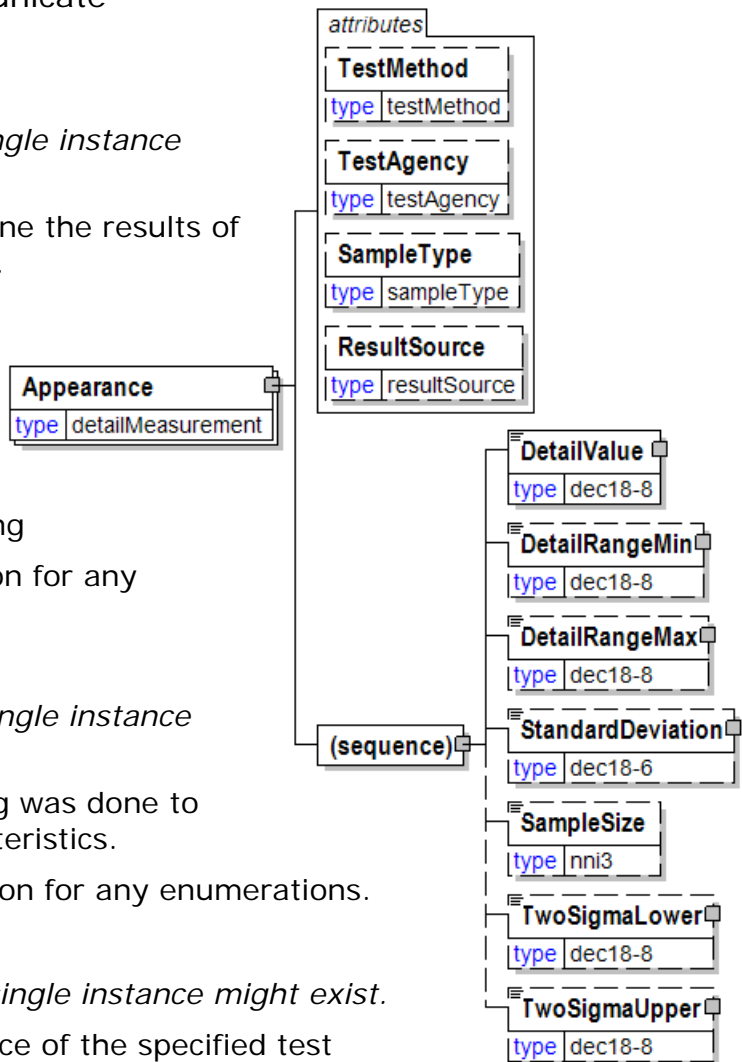 attributes
TestMethod
type testMethod
ngle instance
TestAgency
type testAgency
ne the results of
SampleType
type sampleType
ResultSource
type resultSource
Appearance
type detailMeasurement
DetailValue
type dec18-8
ng
DetailRangeMin
on for any
type dec18-8
DetailRangeMax
type dec18-8
ngle instance
StandardDeviation
(sequence)
type dec18-6
g was done to
SampleSize
teristics.
type nni3
on for any enumerations.
TwoSigmaLower
type dec18-8
single instance might exist.
TwoSigmaUpper
ce of the specified test
type dec18-8